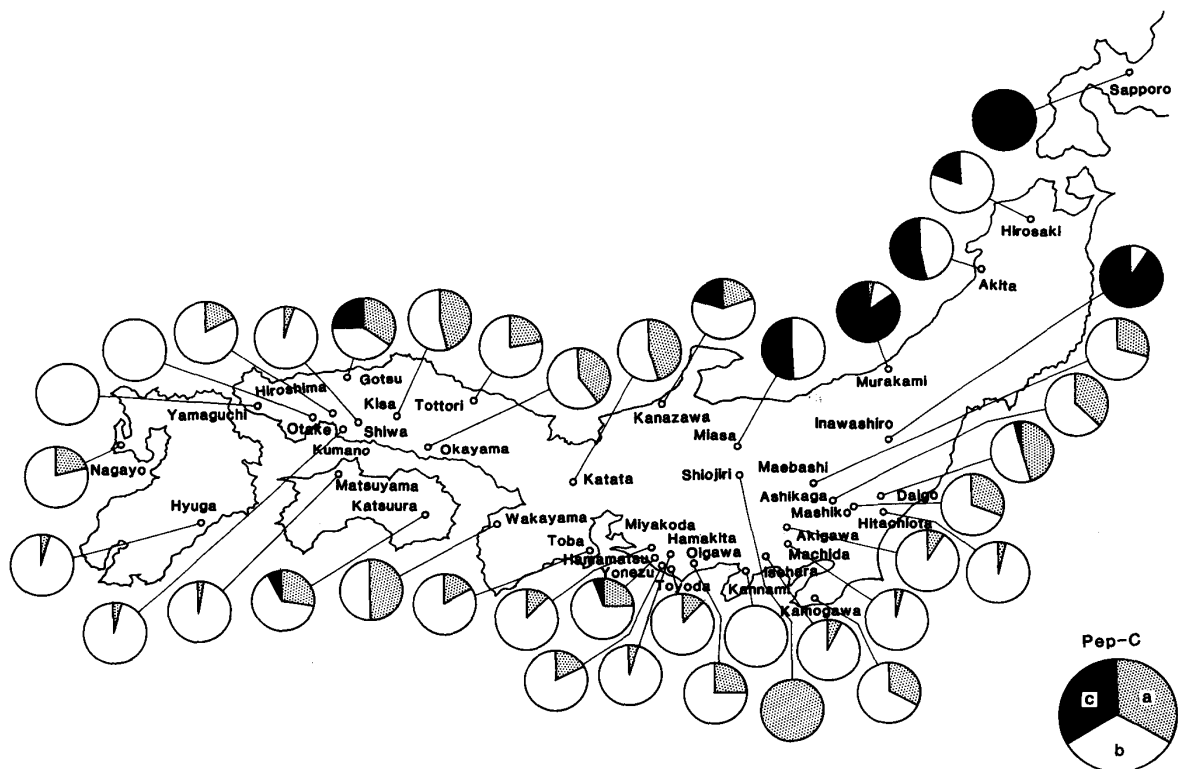 Sapporo
Hirosaki
Akita
Murakami
Gotsu
Hiroshima
Kisa
Tottori
Kanazawa
Yamaguchi
Otake
Shiwa
Inawashiro
Miasa
Kumano
Okayama
Nagayo
Shiojiri
Maebashi
Matsuyama
Katata
Ashikaga
Daigo
Hyuga
Katsuura
Mashiko
Wakayama
Hitachiota
Miyakoda
Toba
Hamakita
Akigawa
Hamamatsu
Oigawa
Machida
Yonezu
Isehara
Toyoda
Kannami
Kamogawa
Pep-C
c
a
b